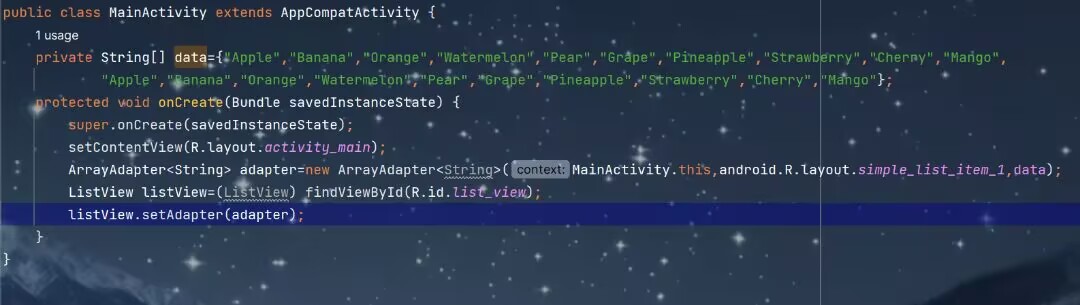 public class MainActivity extends AppCompatActivity {
1 usage
private String[] data={"Apple","Banana","Orange","Watermelon","Pear","Grape","Pineapple","Strawberry","Cherry","Mango",
"Apple","Banana","Orange","Watermelon","Pear","Grape","Pineapple","Strawberry","Cherry","Mango"};
protected void onCreate(Bundle savedInstanceState) {
super.onCreate(savedInstanceState);
setContentView(R.layout.activity_main);
ArrayAdapter<String> adapter=new ArrayAdapter<String>( context: MainActivity.this,android.R.layout.simple_list_item_1,data);
ListView listView=(ListView) findViewById(R.id.list_view);
listView.setAdapter(adapter);
}
}